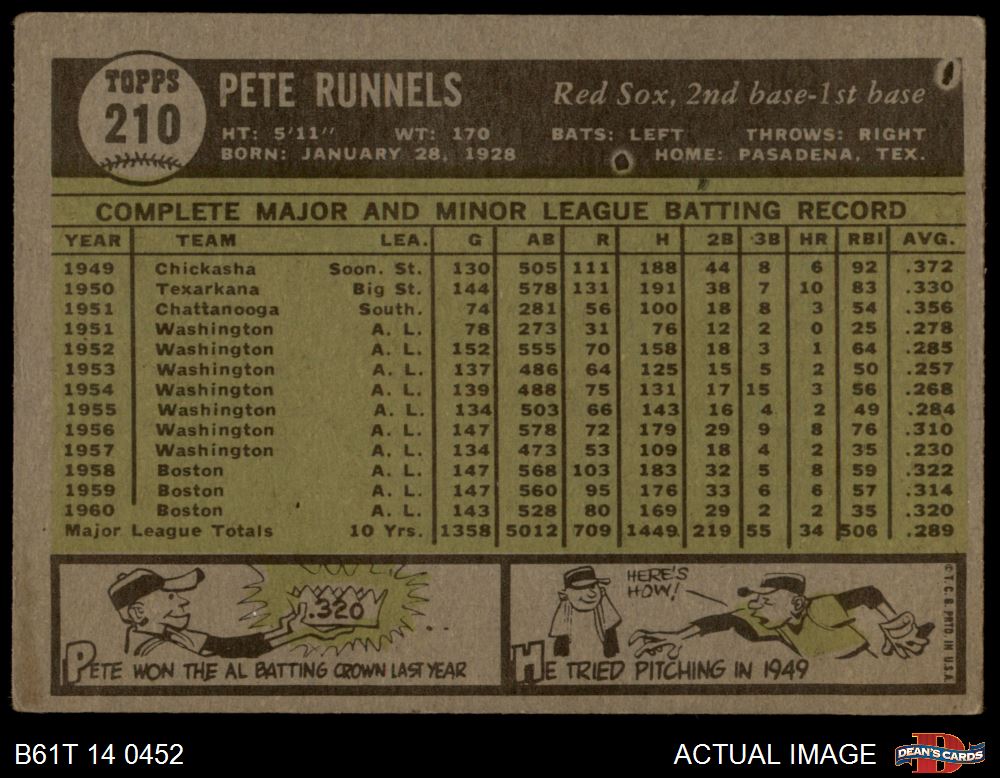 TOPPS
210
PETE RUNNELS
Red Sox, 2nd base-1st base
HT: 5'11" WT: 170 BATS: LEFT THROWS: RIGHT
BORN: JANUARY 28, 1928 HOME: PASADENA, TEX.
COMPLETE MAJOR AND MINOR LEAGUE BATTING RECORD
YEAR TEAM LEA. G AB R H 2B 3B HR RBI AVG.
1949 Chickasha Soon. St. 130 505 111 188 44 8 6 92 .372
1950 Texarkana Big St. 144 578 131 191 38 7 10 83 .330
1951 Chattanooga South. 74 281 56 100 18 8 3 54 .356
1951 Washington A. L. 78 273 31 76 12 2 0 25 .278
1952 Washington A. L. 152 555 70 158 18 3 1 64 .285
1953 Washington A. L. 137 486 64 125 15 5 2 50 .257
1954 Washington A. L. 139 488 75 131 17 15 3 56 .268
1955 Washington A. L. 134 503 66 143 16 4 2 49 .284
1956 Washington A. L. 147 578 72 179 29 9 8 76 .310
1957 Washington A. L. 134 473 53 109 18 4 2 35 .230
1958 Boston A. L. 147 568 103 183 32 5 8 59 .322
1959 Boston A. L. 147 560 95 176 33 6 6 57 .314
1960 Boston A. L. 143 528 80 169 29 2 2 35 .320
Major League Totals 10 Yrs. 1358 5012 709 1449 219 55 34 506 .289
.320
PETE WON THE AL BATTING CROWN LAST YEAR
HERE'S
HOW!
HE TRIED PITCHING IN 1949
© T. C. G. PRTD. IN U.S.A.
B61T 14 0452
ACTUAL IMAGE
DEAN'S CARDS